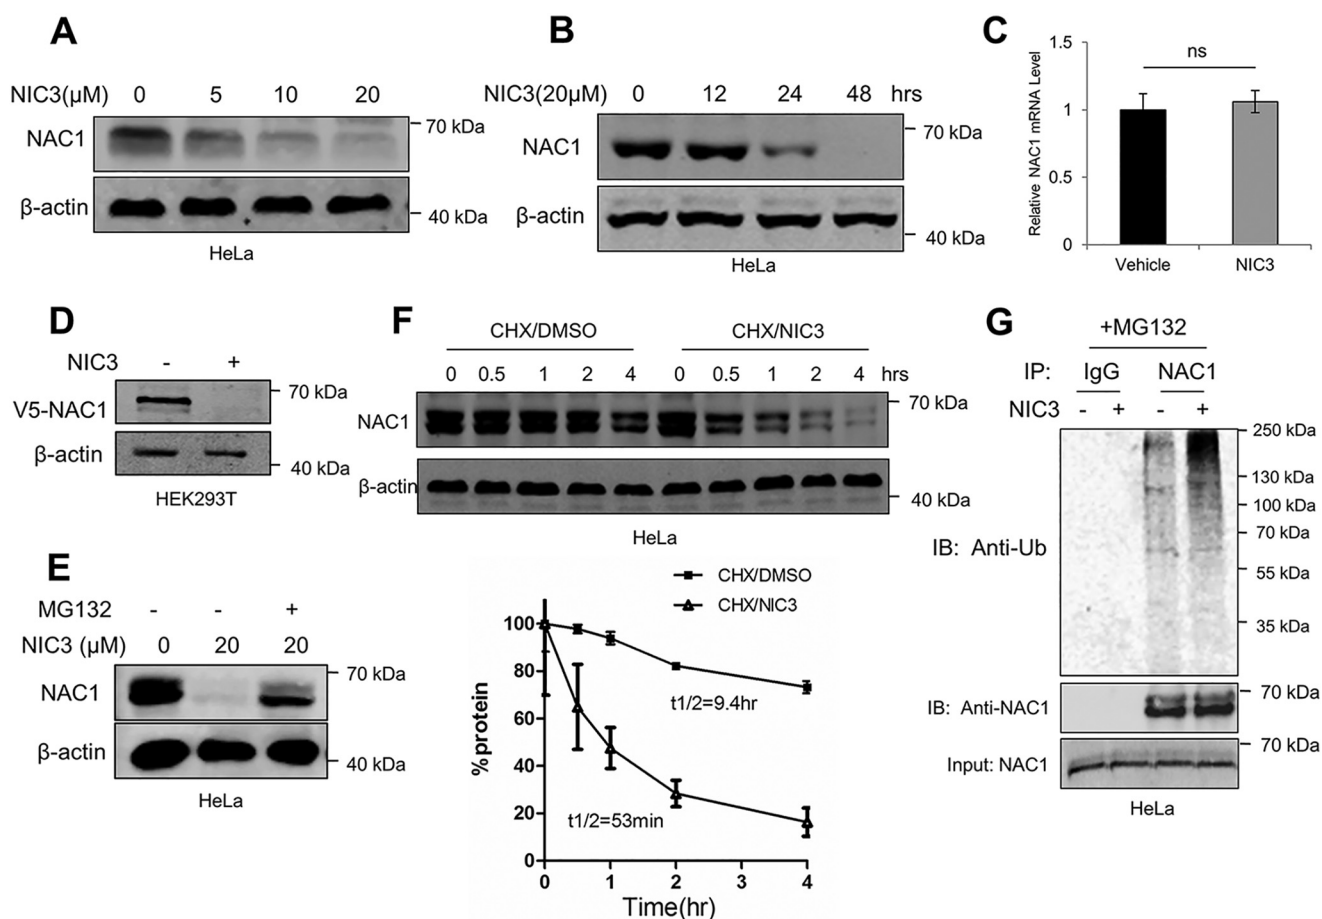 A
NIC3(µM) 0 5 10 20
NAC1
70 kDa
β-actin
40 kDa
HeLa
B
NIC3(20µM) 0 12 24 48 hrs
NAC1
70 kDa
β-actin
40 kDa
HeLa
C
Relative NAC1 mRNA Level
1.5
1
0.5
0
ns
Vehicle NIC3
D
NIC3 - +
V5-NAC1
70 kDa
β-actin
40 kDa
HEK293T
E
MG132 - - +
NIC3 (µM) 0 20 20
NAC1
70 kDa
β-actin
40 kDa
HeLa
F
CHX/DMSO CHX/NIC3
0 0.5 1 2 4 0 0.5 1 2 4 hrs
NAC1
70 kDa
β-actin
40 kDa
HeLa
CHX/DMSO
CHX/NIC3
%protein
100
80
60
40
20
0
t1/2=9.4hr
t1/2=53min
0 1 2 3 4
Time(hr)
G
+MG132
IP: IgG NAC1
NIC3 - + - +
250 kDa
130 kDa
100 kDa
70 kDa
55 kDa
35 kDa
IB: Anti-Ub
IB: Anti-NAC1
70 kDa
Input: NAC1
70 kDa
HeLa